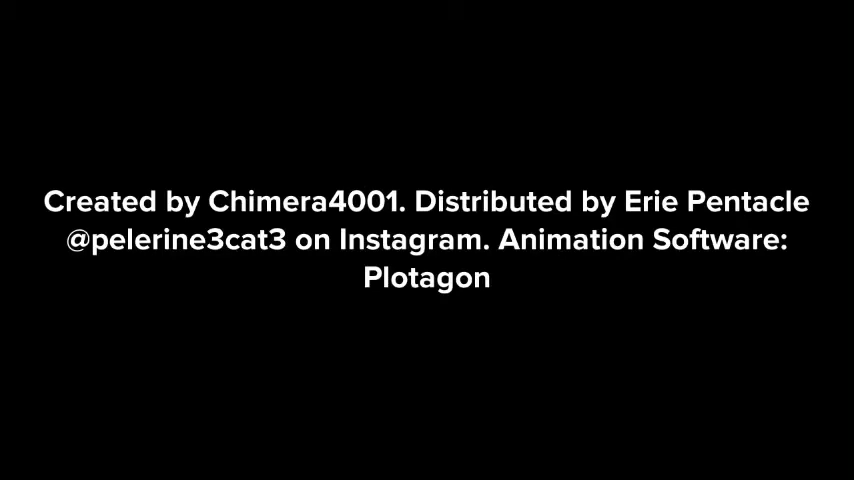 Created by Chimera4001. Distributed by Erie Pentacle
@pelerine3cat3 on Instagram. Animation Software:
Plotagon